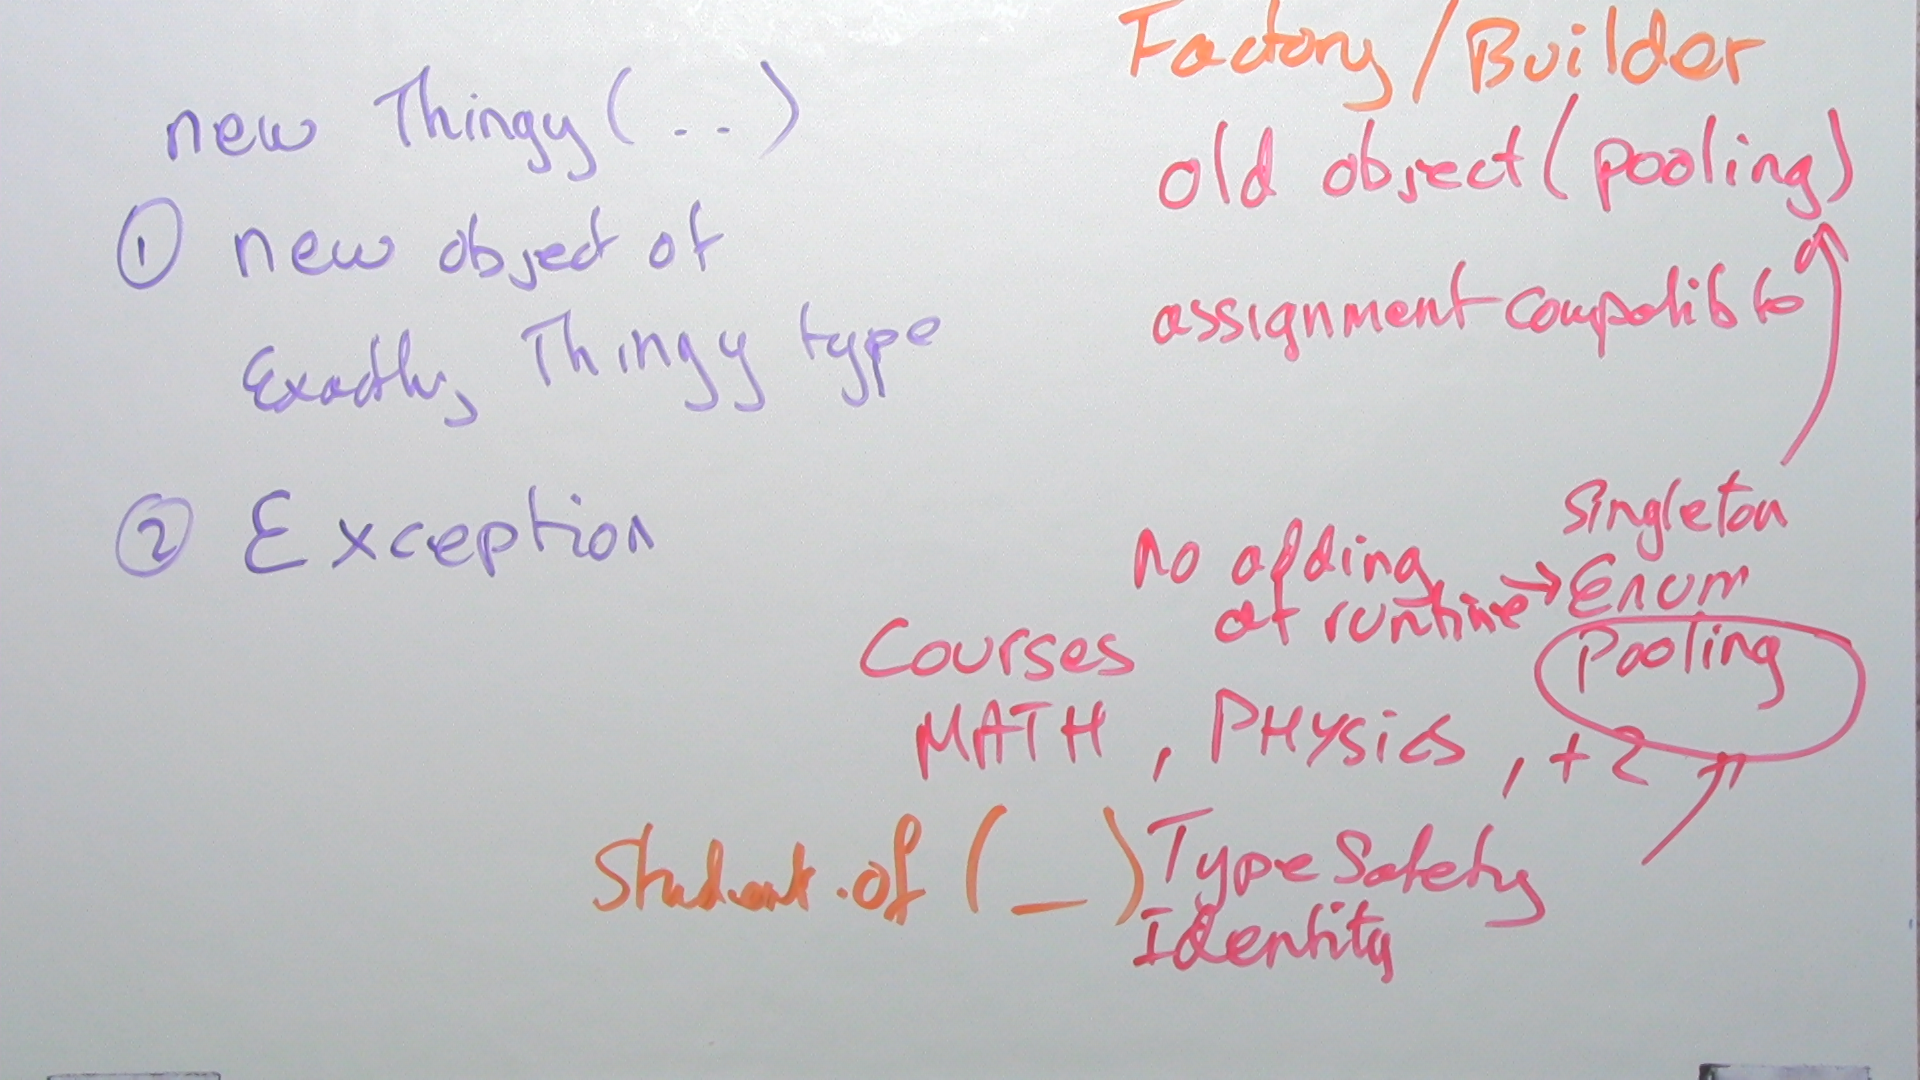 new Thingy(..)
① new object of
Exactly Thingy type
② Exception
Factory/Builder
old object (pooling)
assignment compatible
Singleton
no adding
at runtime → Enum
Pooling
Courses
MATH, PHYSICS, +2
Student.of(_)
Type Safety
Identity